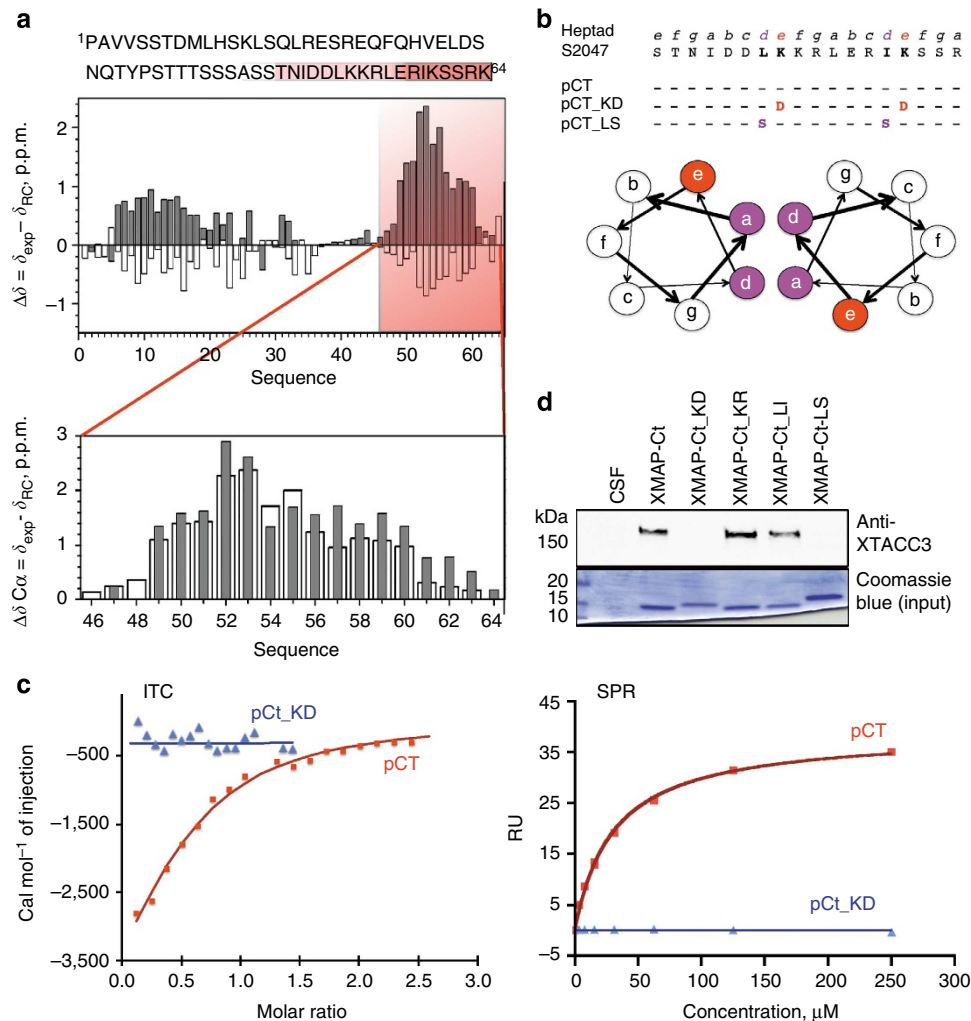 a
¹PAVVSSTDMLHSKLSQLRESREQFQHVELDS
NQTYPSTTTSSSASSTNIDDLKKRLERIKSSRK⁶⁴
Δδ = δexp– δRC, p.p.m.
2
1
0
–1
0 10 20 30 40 50 60
Sequence
Δδ Cα = δexp- δRC, p.p.m.
3
2
1
0
46 48 50 52 54 56 58 60 62 64
Sequence
b
Heptad e f g a b c d e f g a b c d e f g a
S2047 S T N I D D L K K R L E R I K S S R
pCT – – – – – – – – – – – – – – – – – –
pCT_KD – – – – – – – D – – – – – – D – – –
pCT_LS – – – – – – S – – – – – – S – – – –
b e a d g c f
g c d a f b e
d
CSF
XMAP-Ct
XMAP-Ct_KD
XMAP-Ct_KR
XMAP-Ct_LI
XMAP-Ct-LS
kDa
150
Anti-
XTACC3
20
15
10
Coomassie
blue (input)
c
ITC
pCt_KD
pCT
Cal mol⁻¹ of injection
–500
–1,500
–2,500
–3,500
0.0 0.5 1.0 1.5 2.0 2.5 3.0
Molar ratio
SPR
pCT
pCt_KD
RU
45
35
25
15
5
–5
0 50 100 150 200 250 300
Concentration, μM